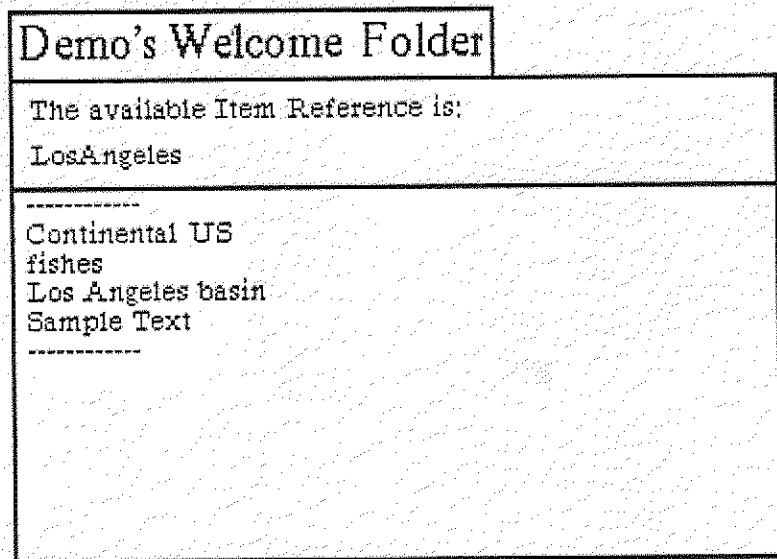 Demo's Welcome Folder
The available Item Reference is:
LosAngeles
------------
Continental US
fishes
Los Angeles basin
Sample Text
------------